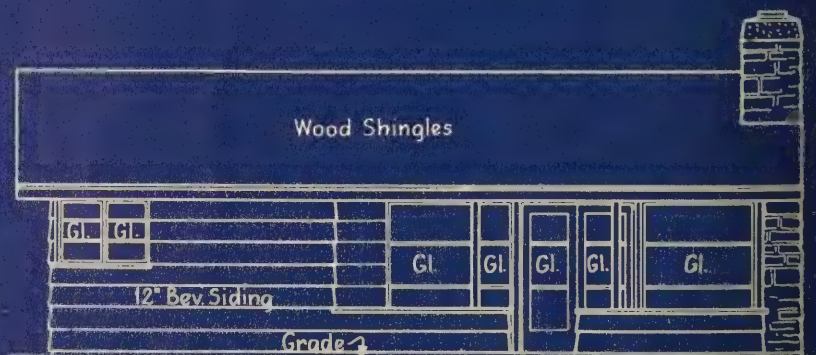 Wood Shingles
Gl. Gl.
Gl. Gl. Gl. Gl. Gl.
12" Bev. Siding
Grade